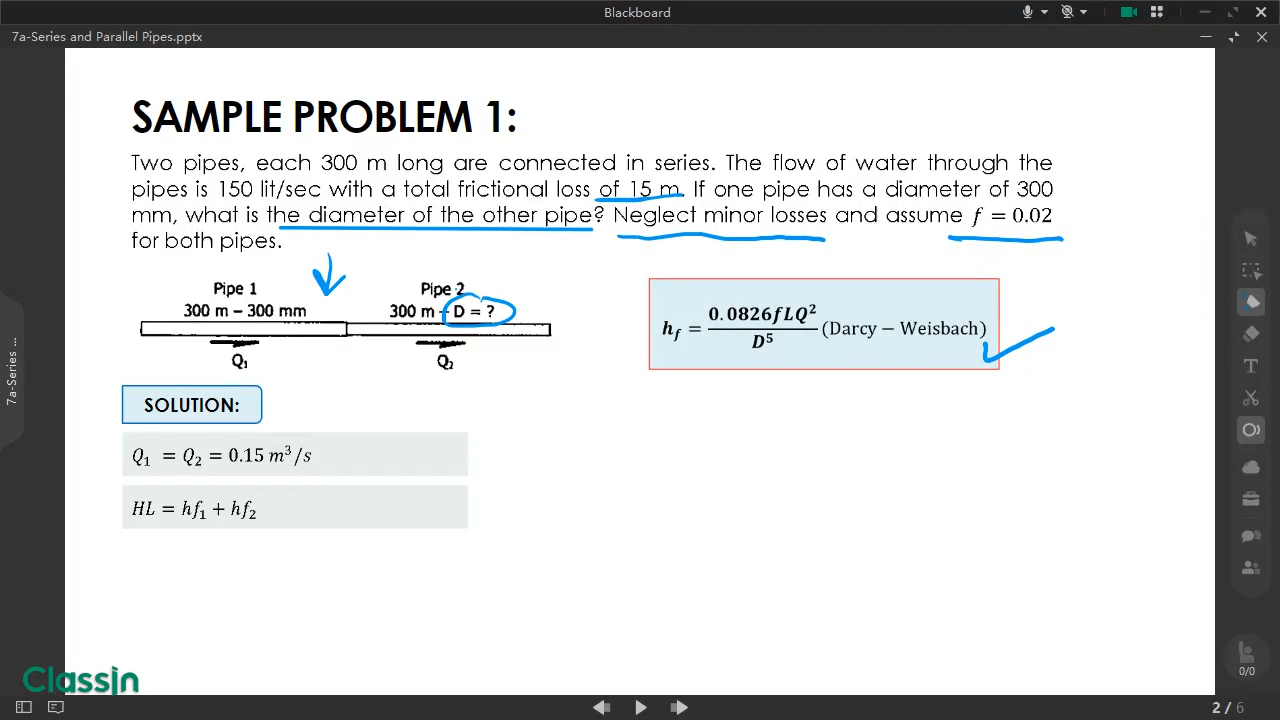 Blackboard
7a-Series and Parallel Pipes.pptx
SAMPLE PROBLEM 1:
Two pipes, each 300 m long are connected in series. The flow of water through the
pipes is 150 lit/sec with a total frictional loss of 15 m. If one pipe has a diameter of 300
mm, what is the diameter of the other pipe? Neglect minor losses and assume f = 0.02
for both pipes.
Pipe 1 Pipe 2
300 m – 300 mm 300 m – D = ?
Q₁ Q₂
h_f = 0.0826fLQ² / D⁵ (Darcy − Weisbach)
SOLUTION:
Q₁ = Q₂ = 0.15 m³/s
HL = hf₁ + hf₂
7a-Series ...
0/0
ClassIn
2 / 6